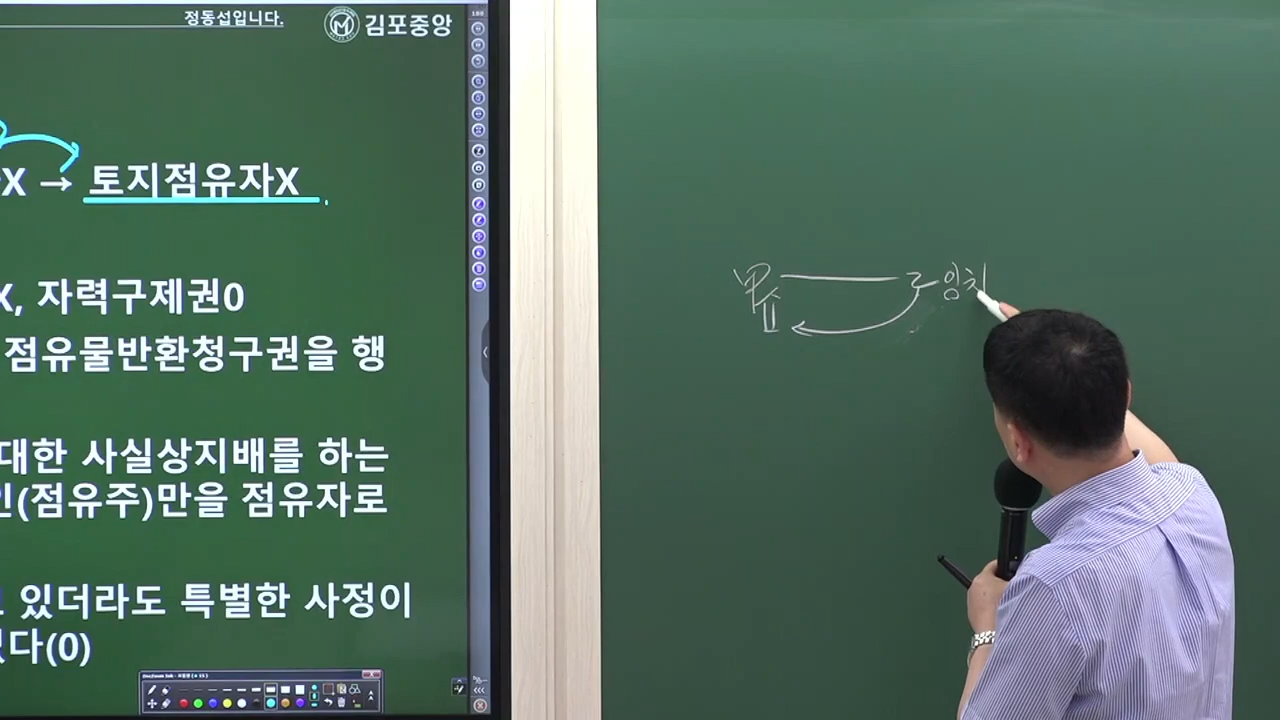 정동섭입니다.
김포중앙
X → 토지점유자X
X, 자력구제권0
점유물반환청구권을 행
대한 사실상지배를 하는
인(점유주)만을 점유자로
있더라도 특별한 사정이
다(0)
갑
임치